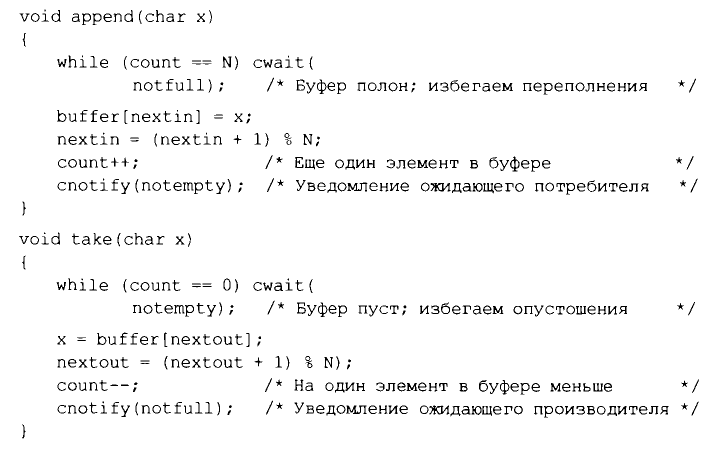 void append(char x)
{
while (count == N) cwait(
notfull); /* Буфер полон; избегаем переполнения */
buffer[nextin] = x;
nextin = (nextin + 1) % N;
count++; /* Еще один элемент в буфере */
cnotify(notempty); /* Уведомление ожидающего потребителя */
}
void take(char x)
{
while (count == 0) cwait(
notempty); /* Буфер пуст; избегаем опустошения */
x = buffer[nextout];
nextout = (nextout + 1) % N);
count--; /* На один элемент в буфере меньше */
cnotify(notfull); /* Уведомление ожидающего производителя */
}